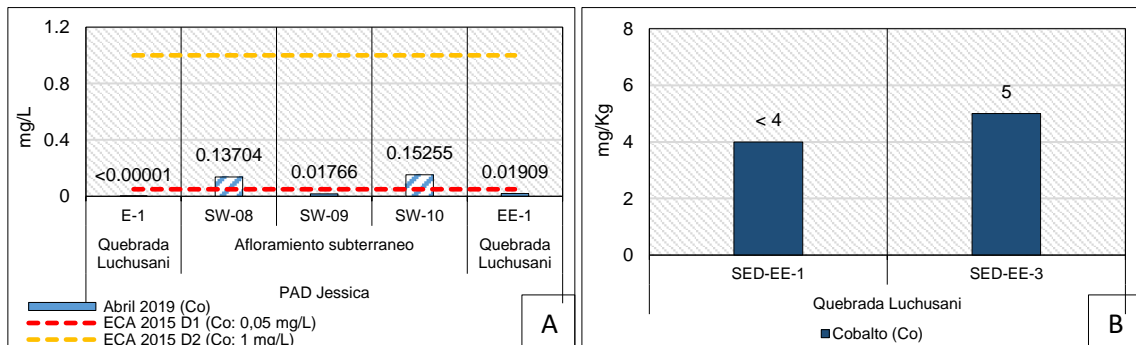 1.2
0.8
0.4
0
mg/L
<0.00001
0.13704
0.01766
0.15255
0.01909
E-1
SW-08
SW-09
SW-10
EE-1
Quebrada
Luchusani
Afloramiento subterraneo
Quebrada
Luchusani
PAD Jessica
Abril 2019 (Co)
ECA 2015 D1 (Co: 0,05 mg/L)
ECA 2015 D2 (Co: 1 mg/L)
A
8
6
4
2
0
mg/Kg
< 4
5
SED-EE-1
SED-EE-3
Quebrada Luchusani
Cobalto (Co)
B